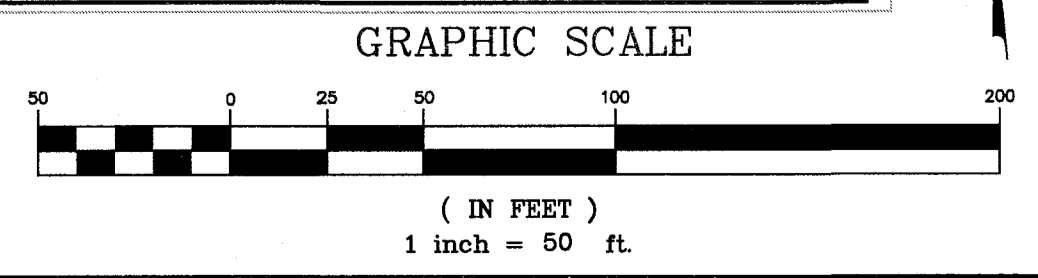 GRAPHIC SCALE
50 0 25 50 100 200
( IN FEET )
1 inch = 50 ft.